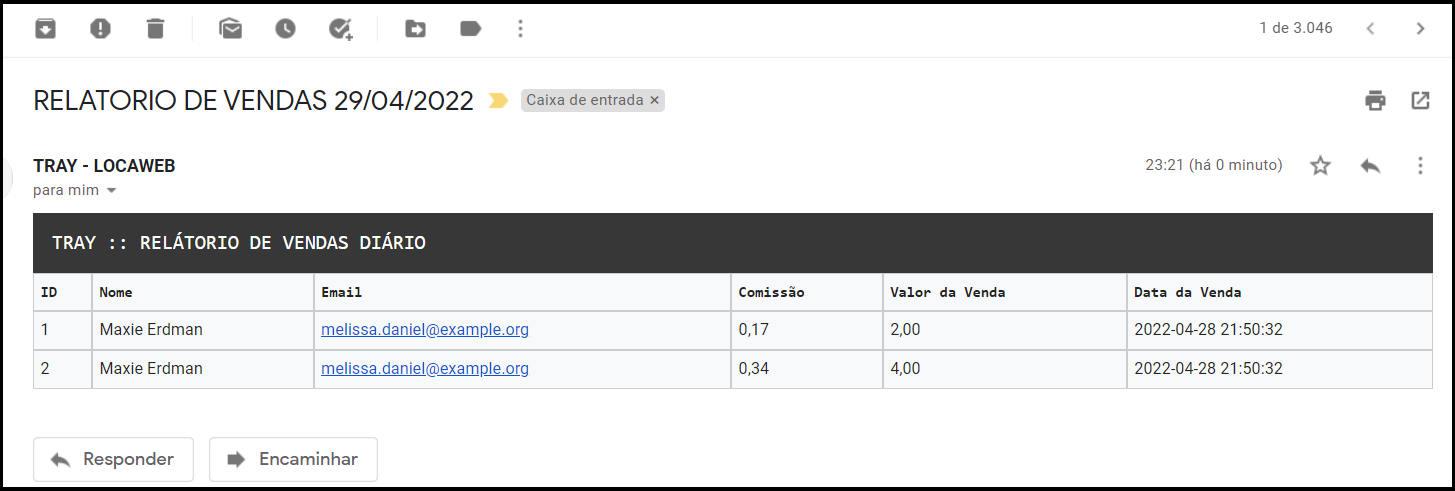 1 de 3.046
RELATORIO DE VENDAS 29/04/2022 Caixa de entrada ×
TRAY - LOCAWEB 23:21 (há 0 minuto)
para mim
TRAY :: RELÁTORIO DE VENDAS DIÁRIO
ID Nome Email Comissão Valor da Venda Data da Venda
1 Maxie Erdman melissa.daniel@example.org 0,17 2,00 2022-04-28 21:50:32
2 Maxie Erdman melissa.daniel@example.org 0,34 4,00 2022-04-28 21:50:32
Responder Encaminhar